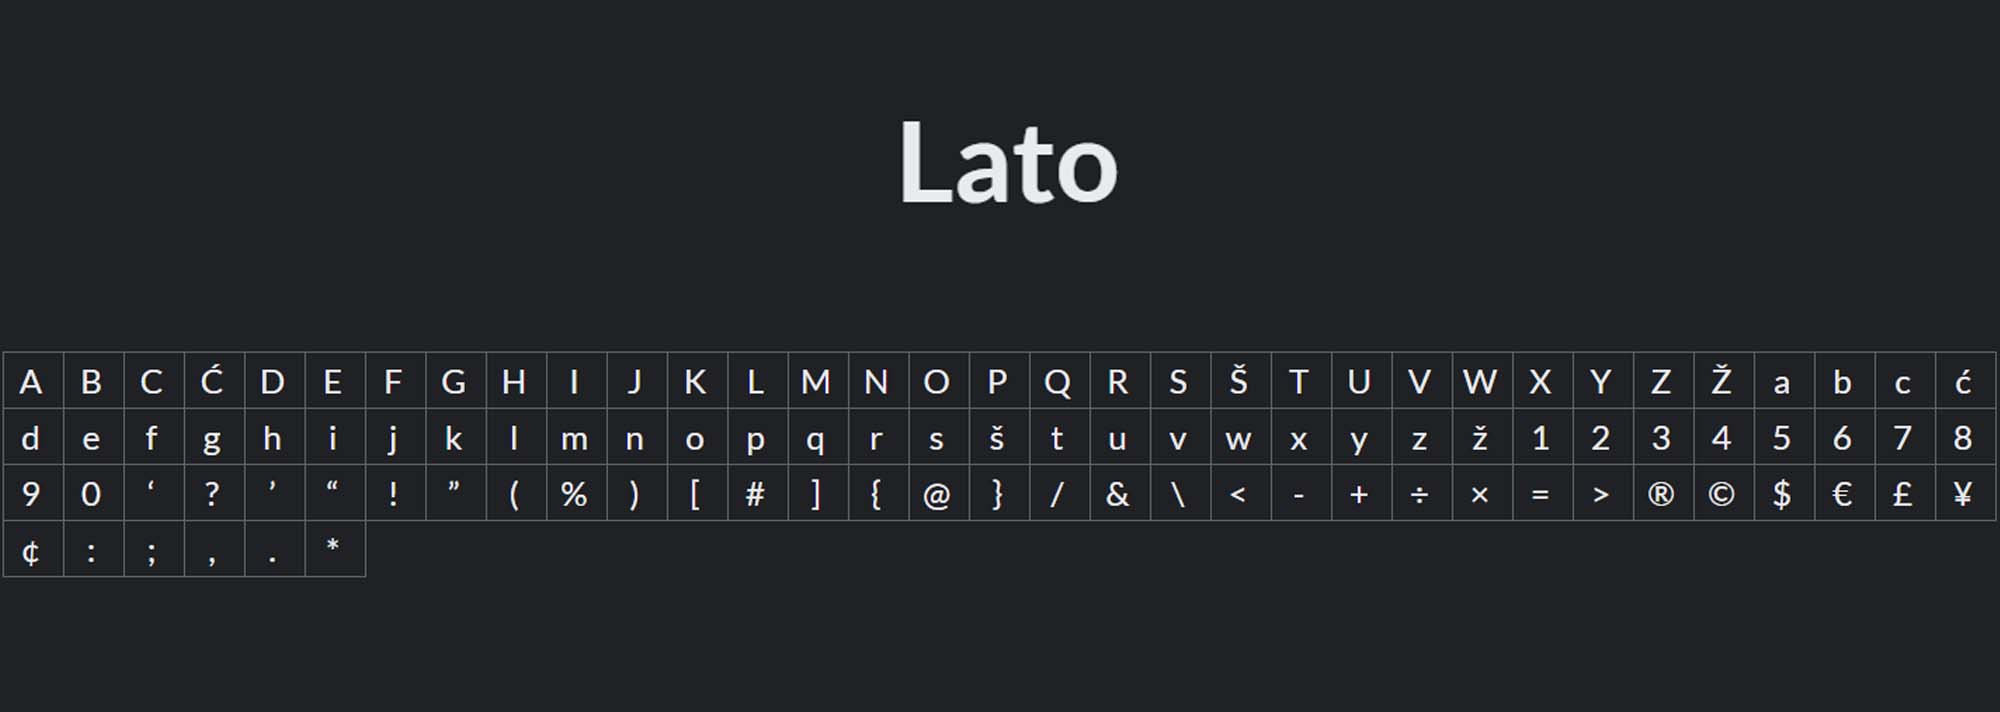 Lato
A B C Ć D E F G H I J K L M N O P Q R S Š T U V W X Y Z Ž a b c ć
d e f g h i j k l m n o p q r s š t u v w x y z ž 1 2 3 4 5 6 7 8
9 0 ‘ ? ’ “ ! ” ( % ) [ # ] { @ } / & \ < - + ÷ × = > ® © $ € £ ¥
¢ : ; , . *